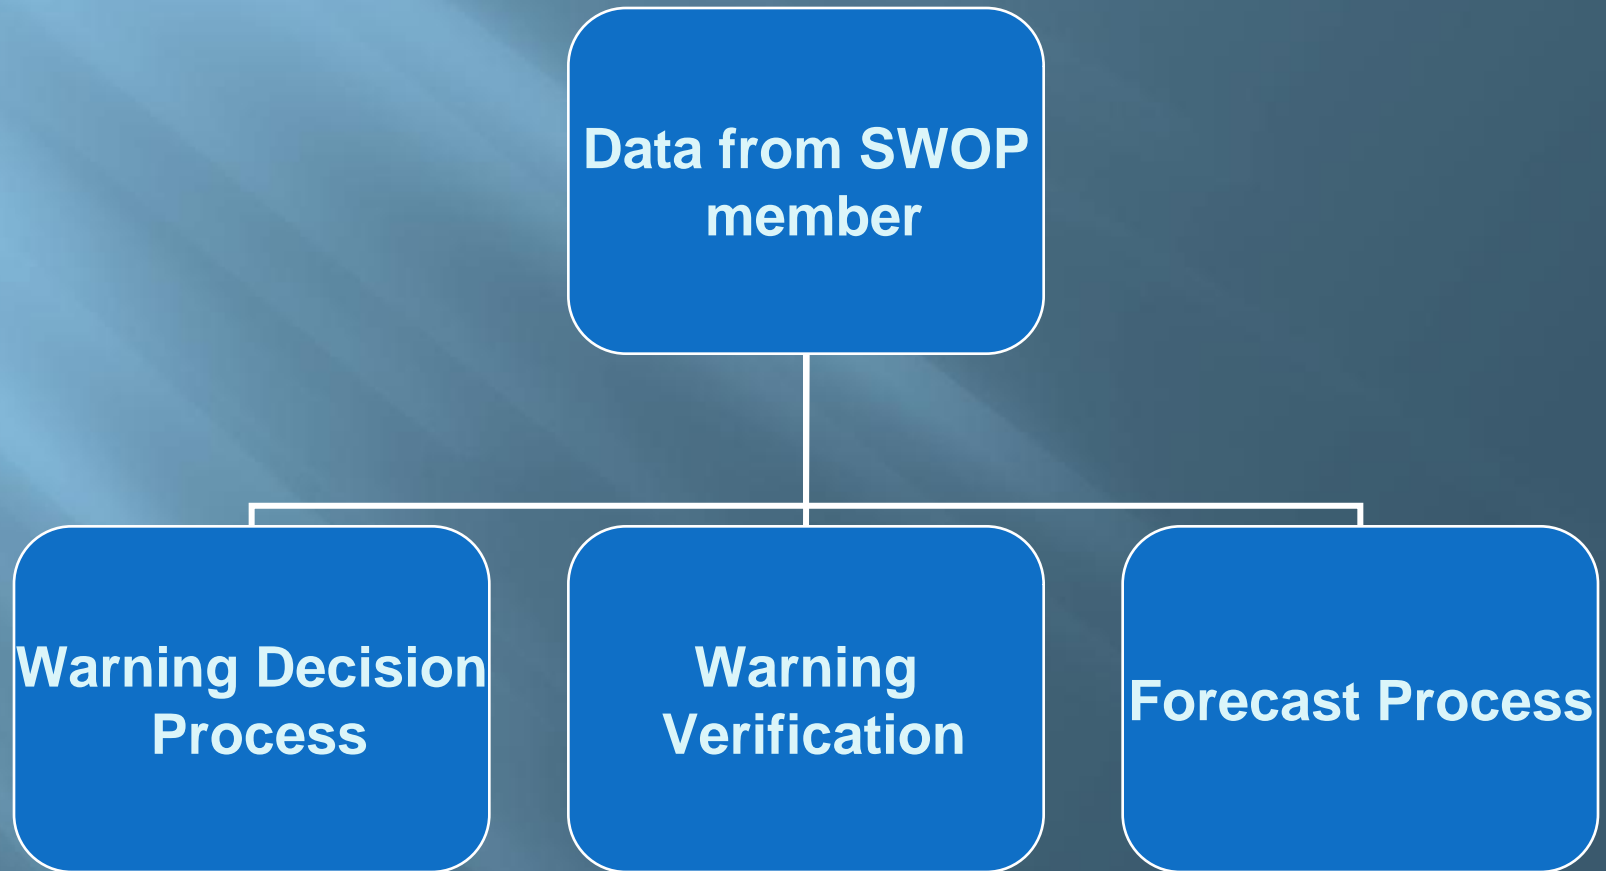 Data from SWOP
member
Warning Decision
Process
Warning
Verification
Forecast Process